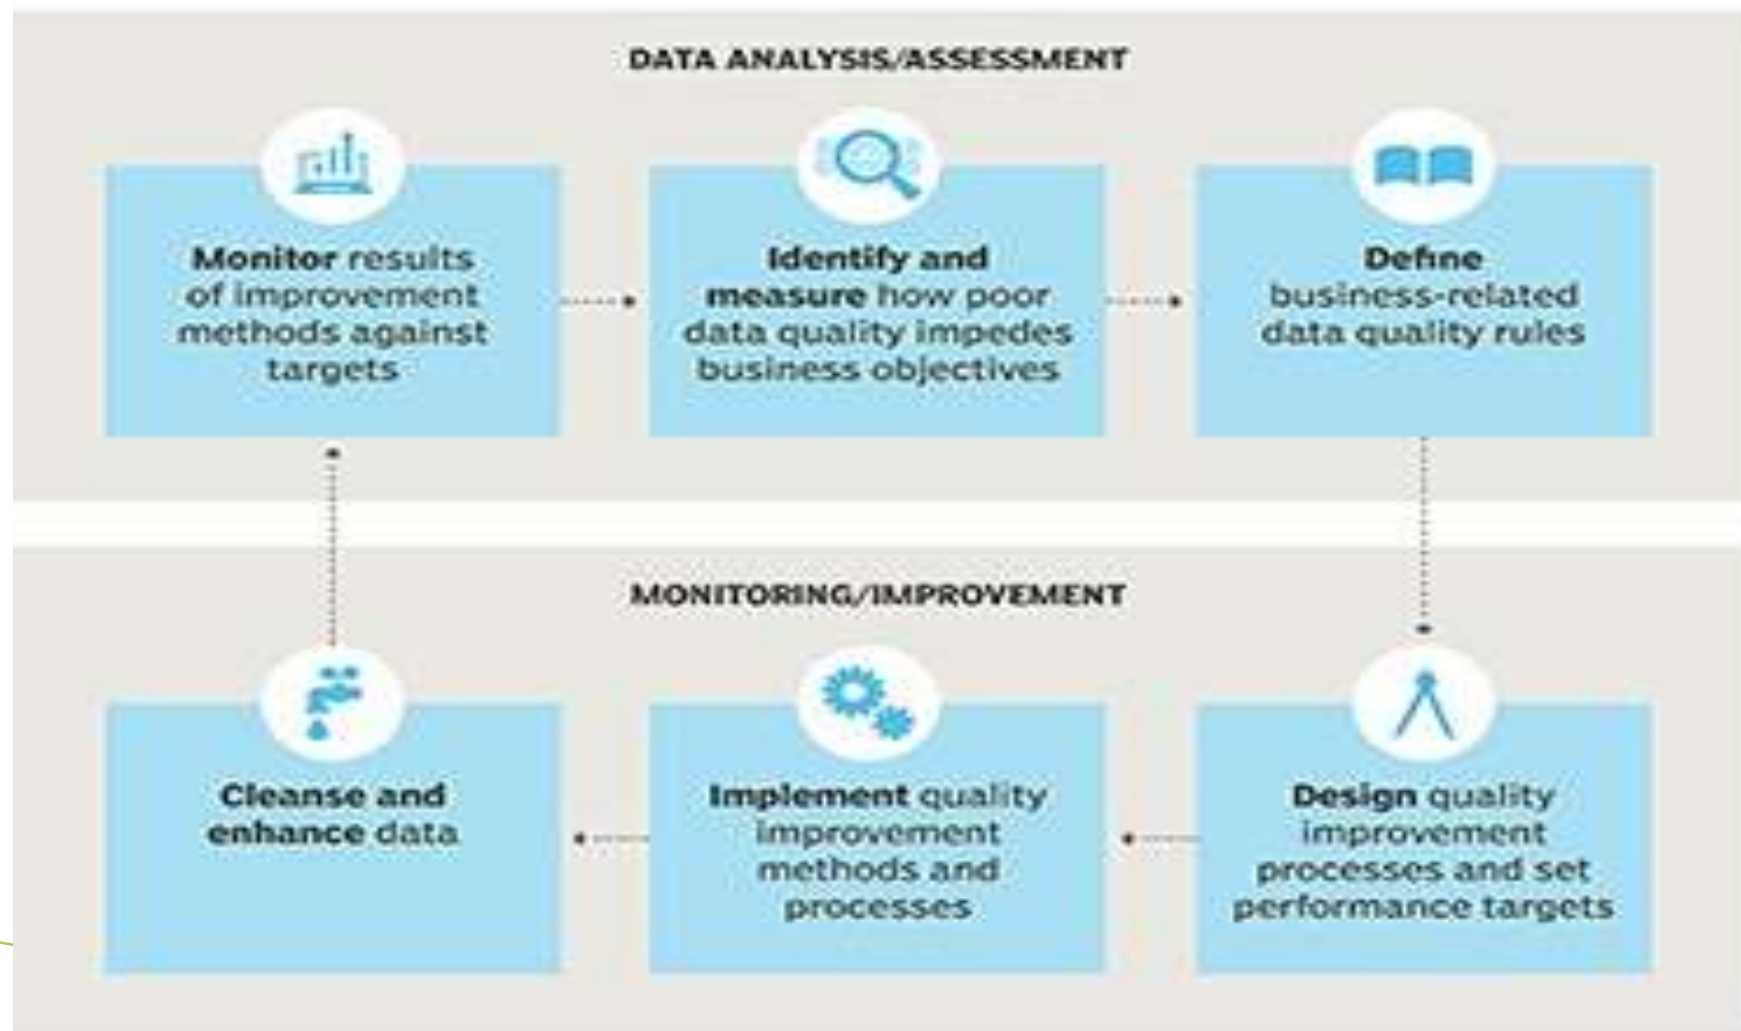 DATA ANALYSIS/ASSESSMENT
Monitor results
of improvement
methods against
targets
Identify and
measure how poor
data quality impedes
business objectives
Define
business-related
data quality rules
MONITORING/IMPROVEMENT
Cleanse and
enhance data
Implement quality
improvement
methods and
processes
Design quality
improvement
processes and set
performance targets